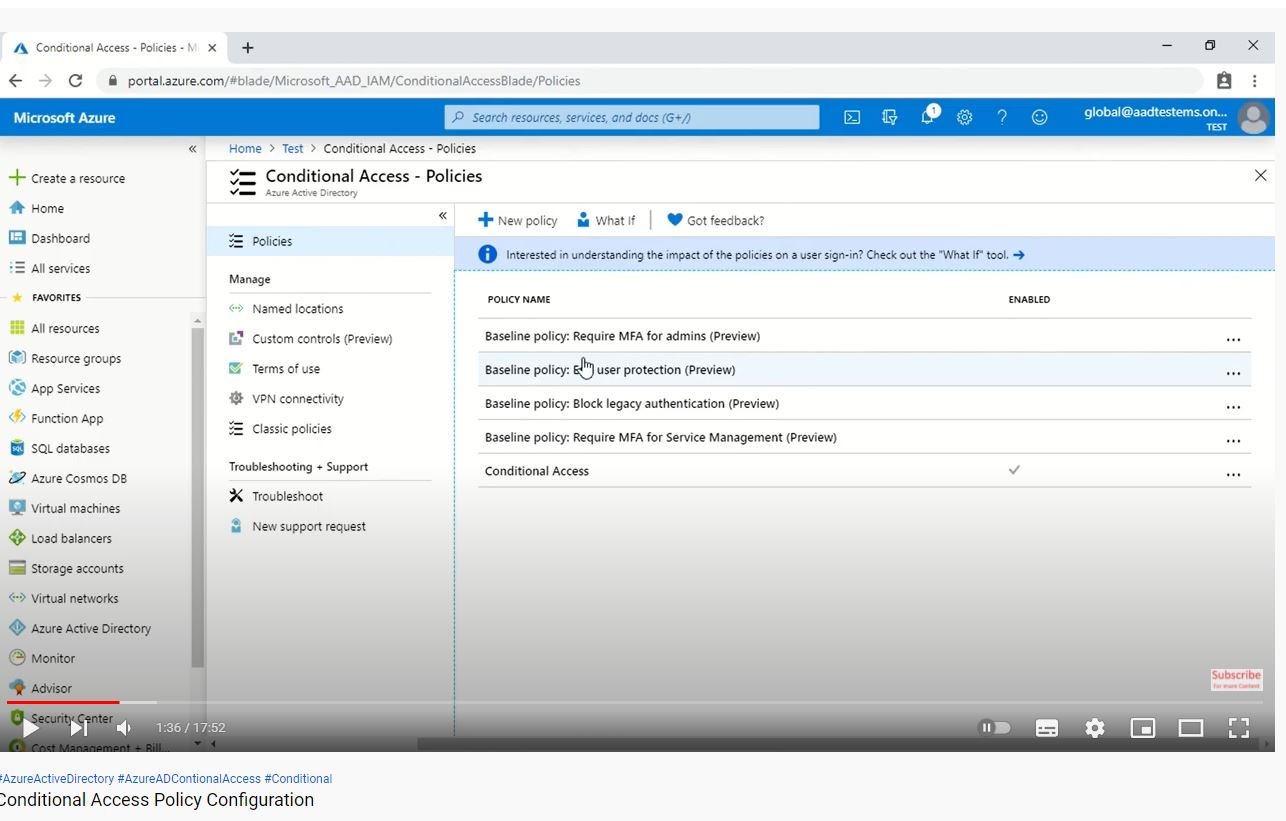 Conditional Access - Policies - M
portal.azure.com/#blade/Microsoft_AAD_IAM/ConditionalAccessBlade/Policies
Microsoft Azure
Search resources, services, and docs (G+/)
1
global@aadtestems.on...
TEST
Home > Test > Conditional Access - Policies
Conditional Access - Policies
Azure Active Directory
Create a resource
Home
Dashboard
All services
FAVORITES
All resources
Resource groups
App Services
Function App
SQL databases
Azure Cosmos DB
Virtual machines
Load balancers
Storage accounts
Virtual networks
Azure Active Directory
Monitor
Advisor
Security Center
Cost Management + Bill...
Policies
Manage
Named locations
Custom controls (Preview)
Terms of use
VPN connectivity
Classic policies
Troubleshooting + Support
Troubleshoot
New support request
New policy What If Got feedback?
Interested in understanding the impact of the policies on a user sign-in? Check out the "What If" tool.
POLICY NAME ENABLED
Baseline policy: Require MFA for admins (Preview)
Baseline policy: user protection (Preview)
Baseline policy: Block legacy authentication (Preview)
Baseline policy: Require MFA for Service Management (Preview)
Conditional Access
Subscribe
For more Content
1:36 / 17:52
#AzureActiveDirectory #AzureADContionalAccess #Conditional
Conditional Access Policy Configuration